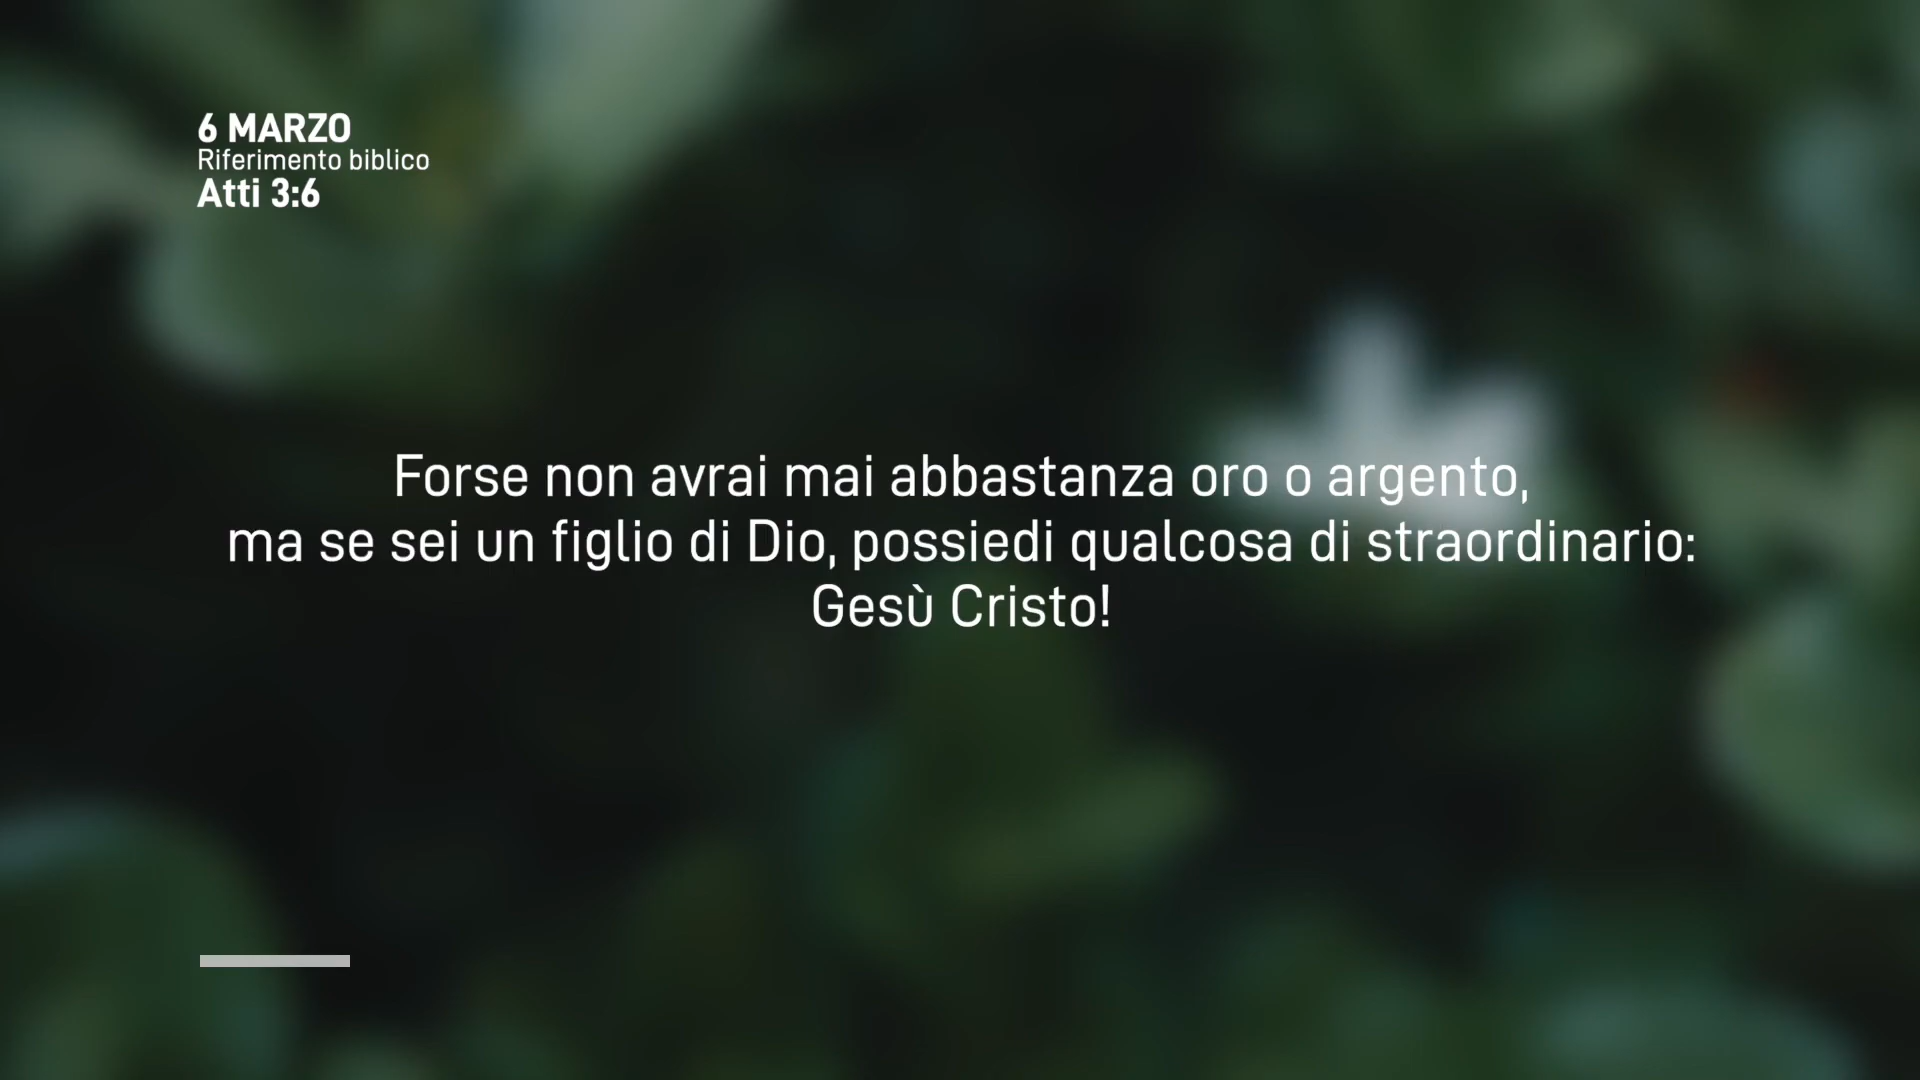 6 MARZO
Riferimento biblico
Atti 3:6
Forse non avrai mai abbastanza oro o argento,
ma se sei un figlio di Dio, possiedi qualcosa di straordinario:
Gesù Cristo!